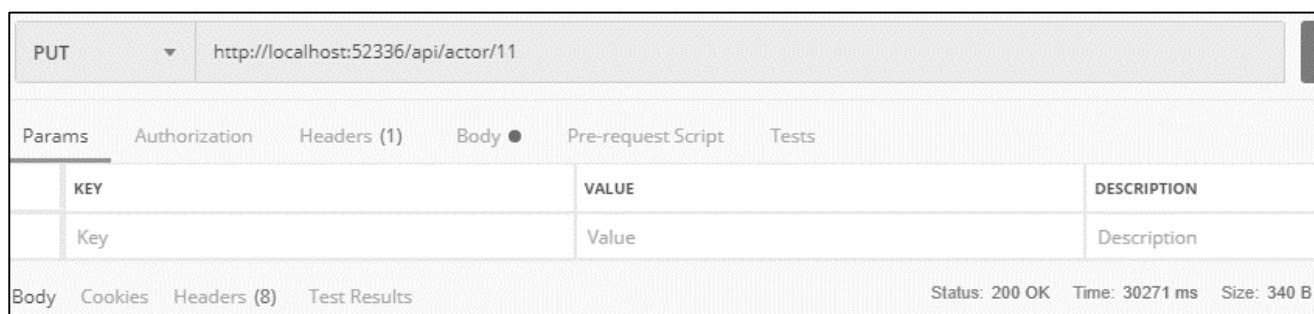 PUT http://localhost:52336/api/actor/11
Params Authorization Headers (1) Body Pre-request Script Tests
KEY VALUE DESCRIPTION
Key Value Description
Body Cookies Headers (8) Test Results Status: 200 OK Time: 30271 ms Size: 340 B